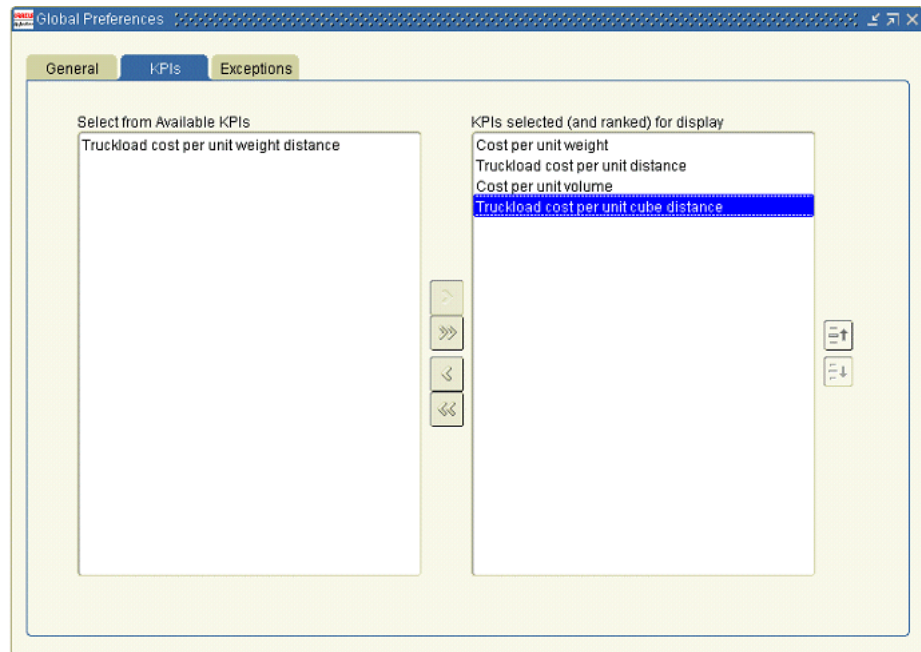 Global Preferences
General
KPIs
Exceptions
Select from Available KPIs
Truckload cost per unit weight distance
KPIs selected (and ranked) for display
Cost per unit weight
Truckload cost per unit distance
Cost per unit volume
Truckload cost per unit cube distance